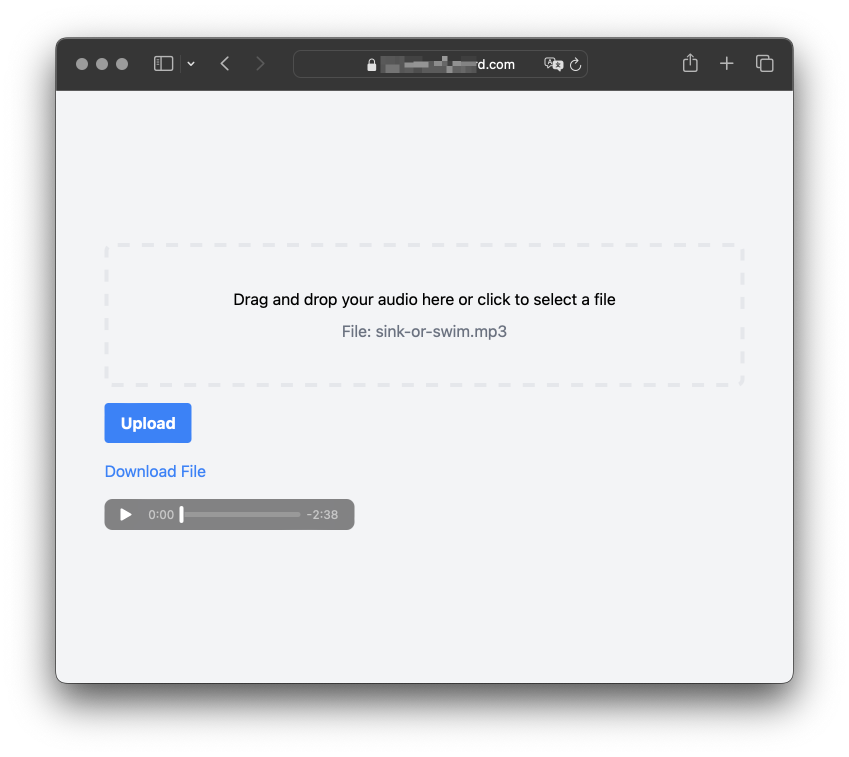 d.com
Drag and drop your audio here or click to select a file
File: sink-or-swim.mp3
Upload
Download File
0:00 -2:38